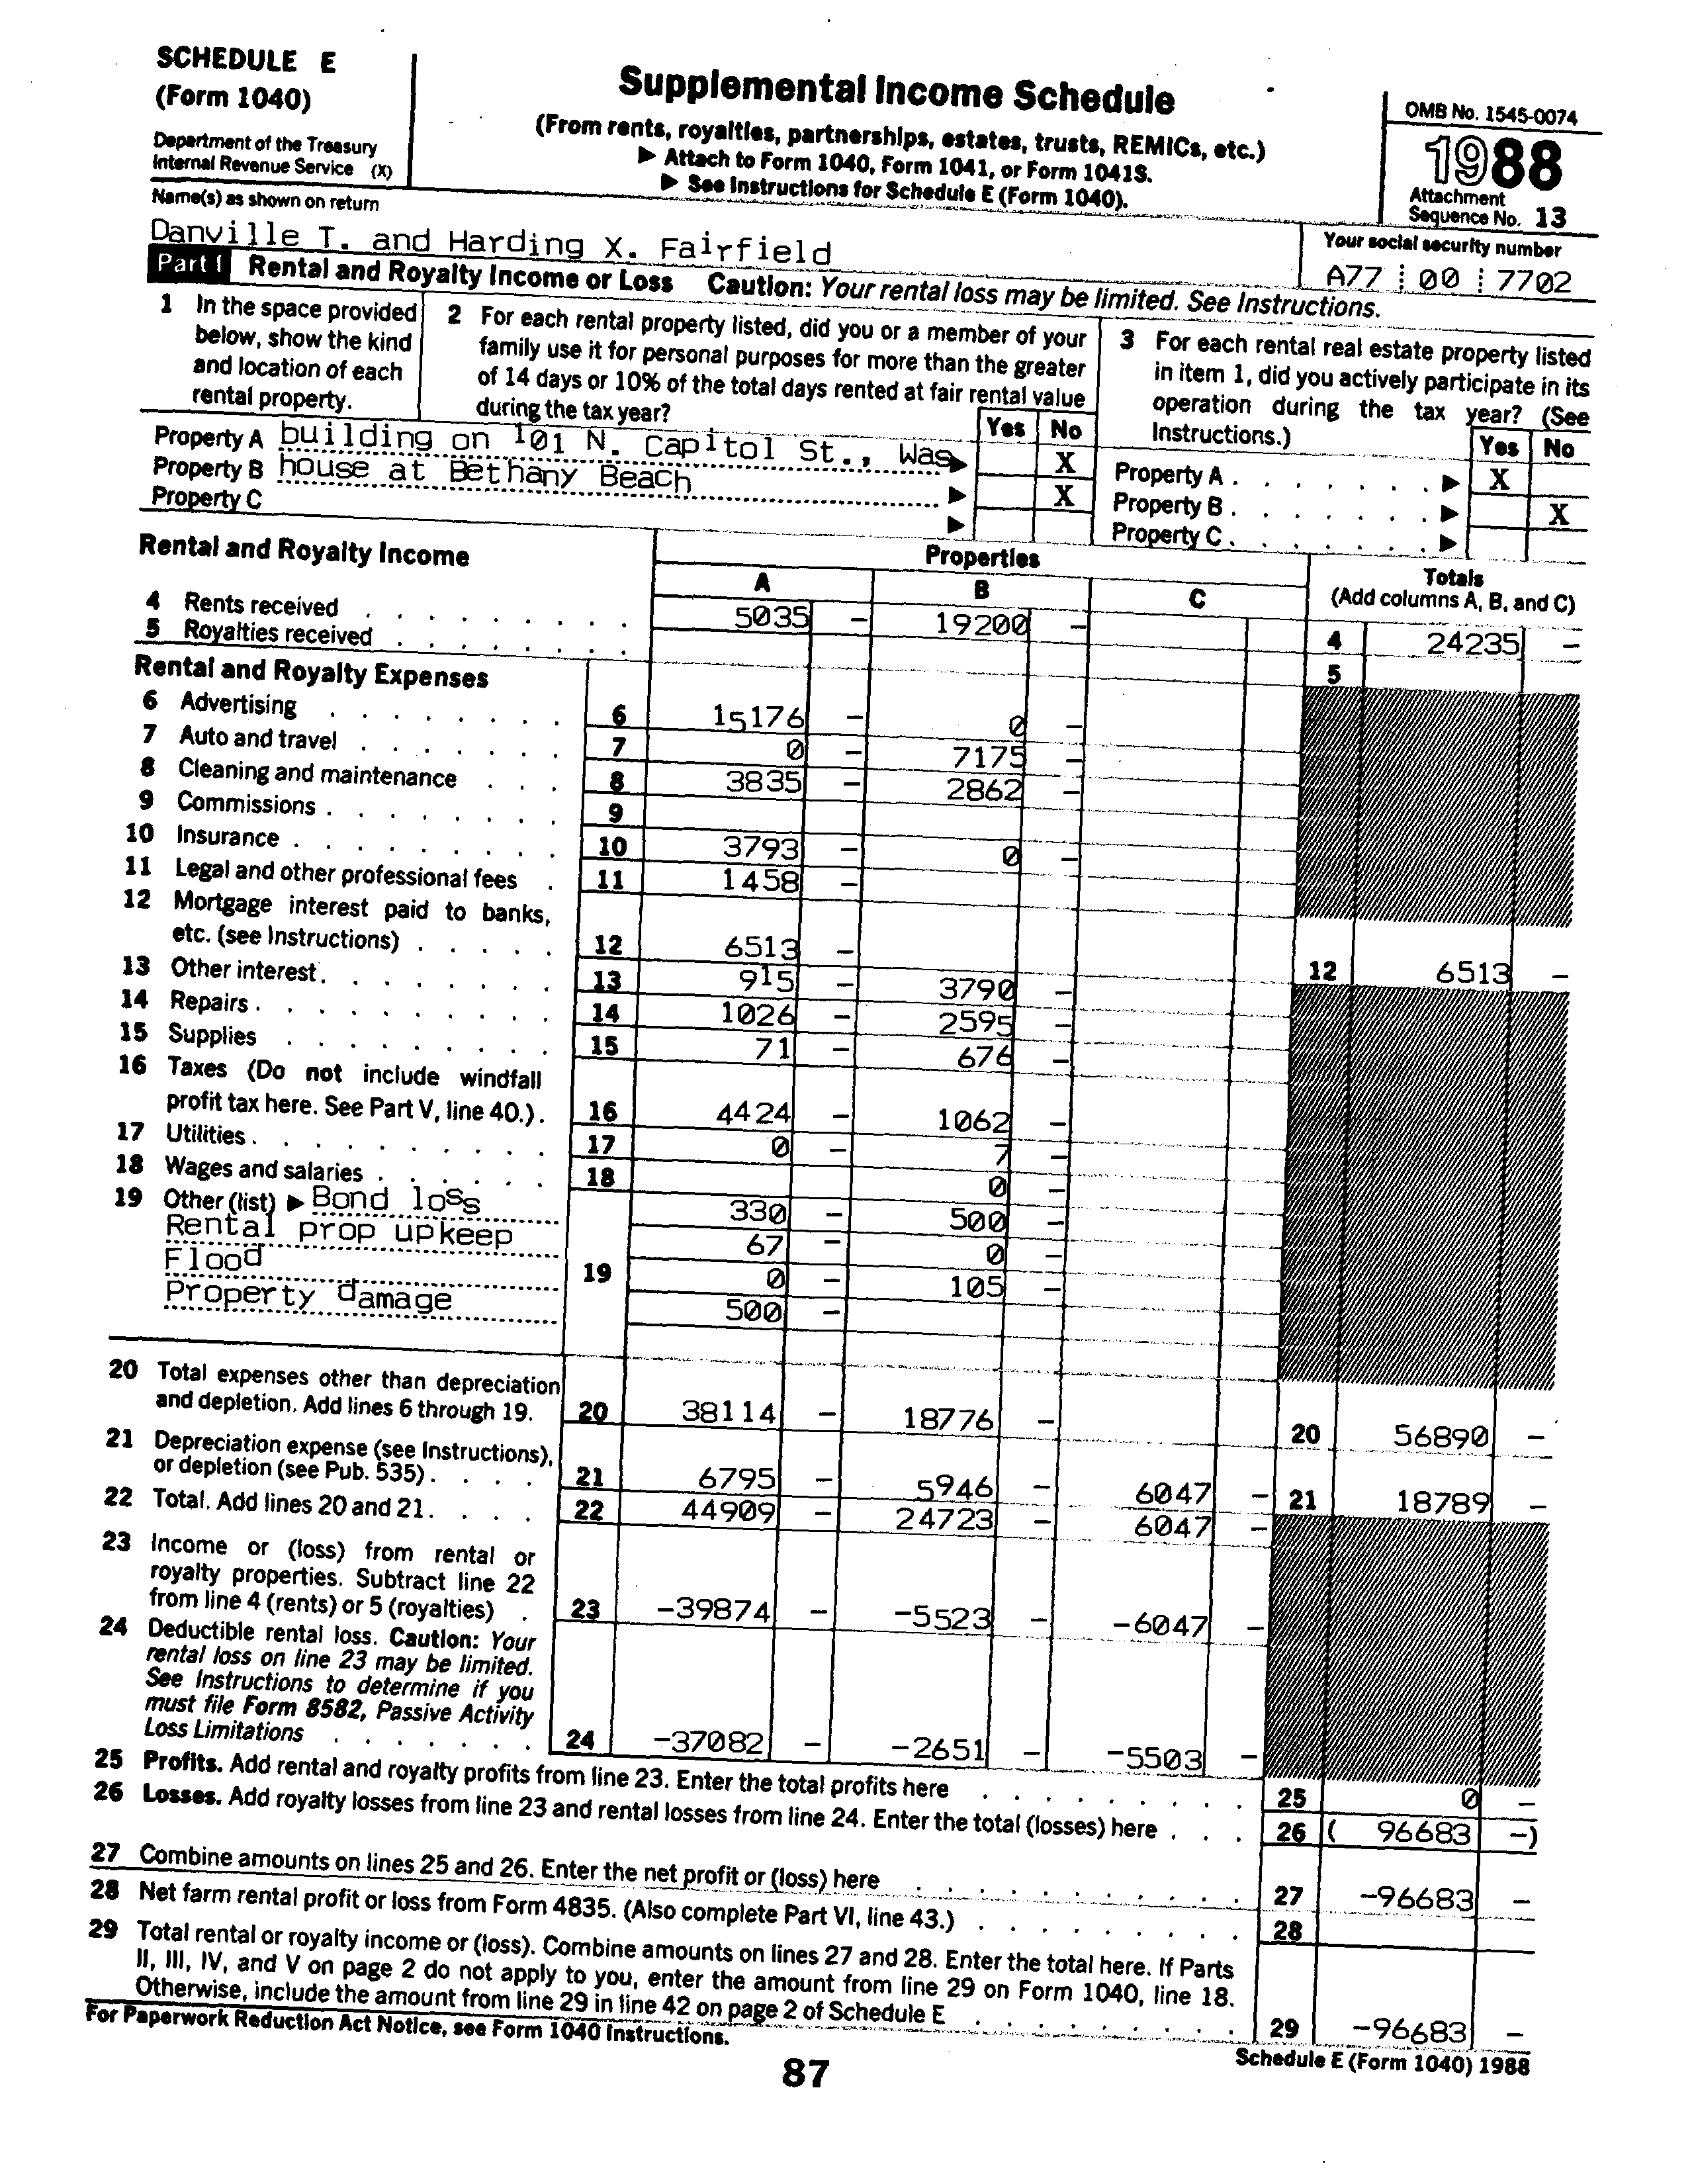 SCHEDULE E
(Form 1040)
Department of the Treasury
Internal Revenue Service (X)
Supplemental Income Schedule
(From rents, royalties, partnerships, estates, trusts, REMICs, etc.)
▶ Attach to Form 1040, Form 1041, or Form 1041S.
▶ See Instructions for Schedule E (Form 1040).
OMB No. 1545-0074
1988
Attachment
Sequence No. 13
Name(s) as shown on return
Danville T. and Harding X. Fairfield
Your social security number
A77 00 7702
Part I Rental and Royalty Income or Loss Caution: Your rental loss may be limited. See Instructions.
1 In the space provided
below, show the kind
and location of each
rental property.
2 For each rental property listed, did you or a member of your
family use it for personal purposes for more than the greater
of 14 days or 10% of the total days rented at fair rental value
during the tax year?
Yes No
3 For each rental real estate property listed
in item 1, did you actively participate in its
operation during the tax year? (See
Instructions.)
Yes No
Property A building on 101 N. Capitol St., Was ▶ X Property A . . . . . . . ▶ X
Property B house at Bethany Beach ▶ X Property B . . . . . . . ▶ X
Property C ▶ Property C . . . . . . . ▶
Rental and Royalty Income
Properties
A B C
Totals
(Add columns A, B, and C)
4 Rents received . . . . . . . . 5035 – 19200 – 4 24235 –
5 Royalties received . . . . . . . . 5
Rental and Royalty Expenses
6 Advertising . . . . . . . . 6 15176 – 0 –
7 Auto and travel . . . . . . . 7 0 – 7175 –
8 Cleaning and maintenance . . . 8 3835 – 2862 –
9 Commissions . . . . . . . . 9
10 Insurance . . . . . . . . . 10 3793 – 0 –
11 Legal and other professional fees . 11 1458 –
12 Mortgage interest paid to banks,
etc. (see Instructions) . . . . . 12 6513 – 12 6513 –
13 Other interest . . . . . . . . 13 915 – 3790 –
14 Repairs . . . . . . . . . . 14 1026 – 2595 –
15 Supplies . . . . . . . . . 15 71 – 676 –
16 Taxes (Do not include windfall
profit tax here. See Part V, line 40.) . 16 4424 – 1062 –
17 Utilities . . . . . . . . . . 17 0 – 7 –
18 Wages and salaries . . . . . . 18 0 –
19 Other (list) ▶ Bond loss 330 – 500 –
Rental prop upkeep 67 – 0 –
Flood 19 0 – 105 –
Property damage 500 –
20 Total expenses other than depreciation
and depletion. Add lines 6 through 19. 20 38114 – 18776 – 20 56890 –
21 Depreciation expense (see Instructions),
or depletion (see Pub. 535) . . . . 21 6795 – 5946 – 6047 – 21 18789 –
22 Total. Add lines 20 and 21 . . . . 22 44909 – 24723 – 6047 –
23 Income or (loss) from rental or
royalty properties. Subtract line 22
from line 4 (rents) or 5 (royalties) . 23 -39874 – -5523 – -6047 –
24 Deductible rental loss. Caution: Your
rental loss on line 23 may be limited.
See Instructions to determine if you
must file Form 8582, Passive Activity
Loss Limitations . . . . . . . 24 -37082 – -2651 – -5503 –
25 Profits. Add rental and royalty profits from line 23. Enter the total profits here . . . . . . . . . 25 0 –
26 Losses. Add royalty losses from line 23 and rental losses from line 24. Enter the total (losses) here . . . 26 ( 96683 –)
27 Combine amounts on lines 25 and 26. Enter the net profit or (loss) here . . . . . . . . . . . 27 -96683 –
28 Net farm rental profit or loss from Form 4835. (Also complete Part VI, line 43.) . . . . . . . . . 28
29 Total rental or royalty income or (loss). Combine amounts on lines 27 and 28. Enter the total here. If Parts
II, III, IV, and V on page 2 do not apply to you, enter the amount from line 29 on Form 1040, line 18.
Otherwise, include the amount from line 29 in line 42 on page 2 of Schedule E . . . . . . . . . 29 -96683 –
For Paperwork Reduction Act Notice, see Form 1040 Instructions.
Schedule E (Form 1040) 1988
87